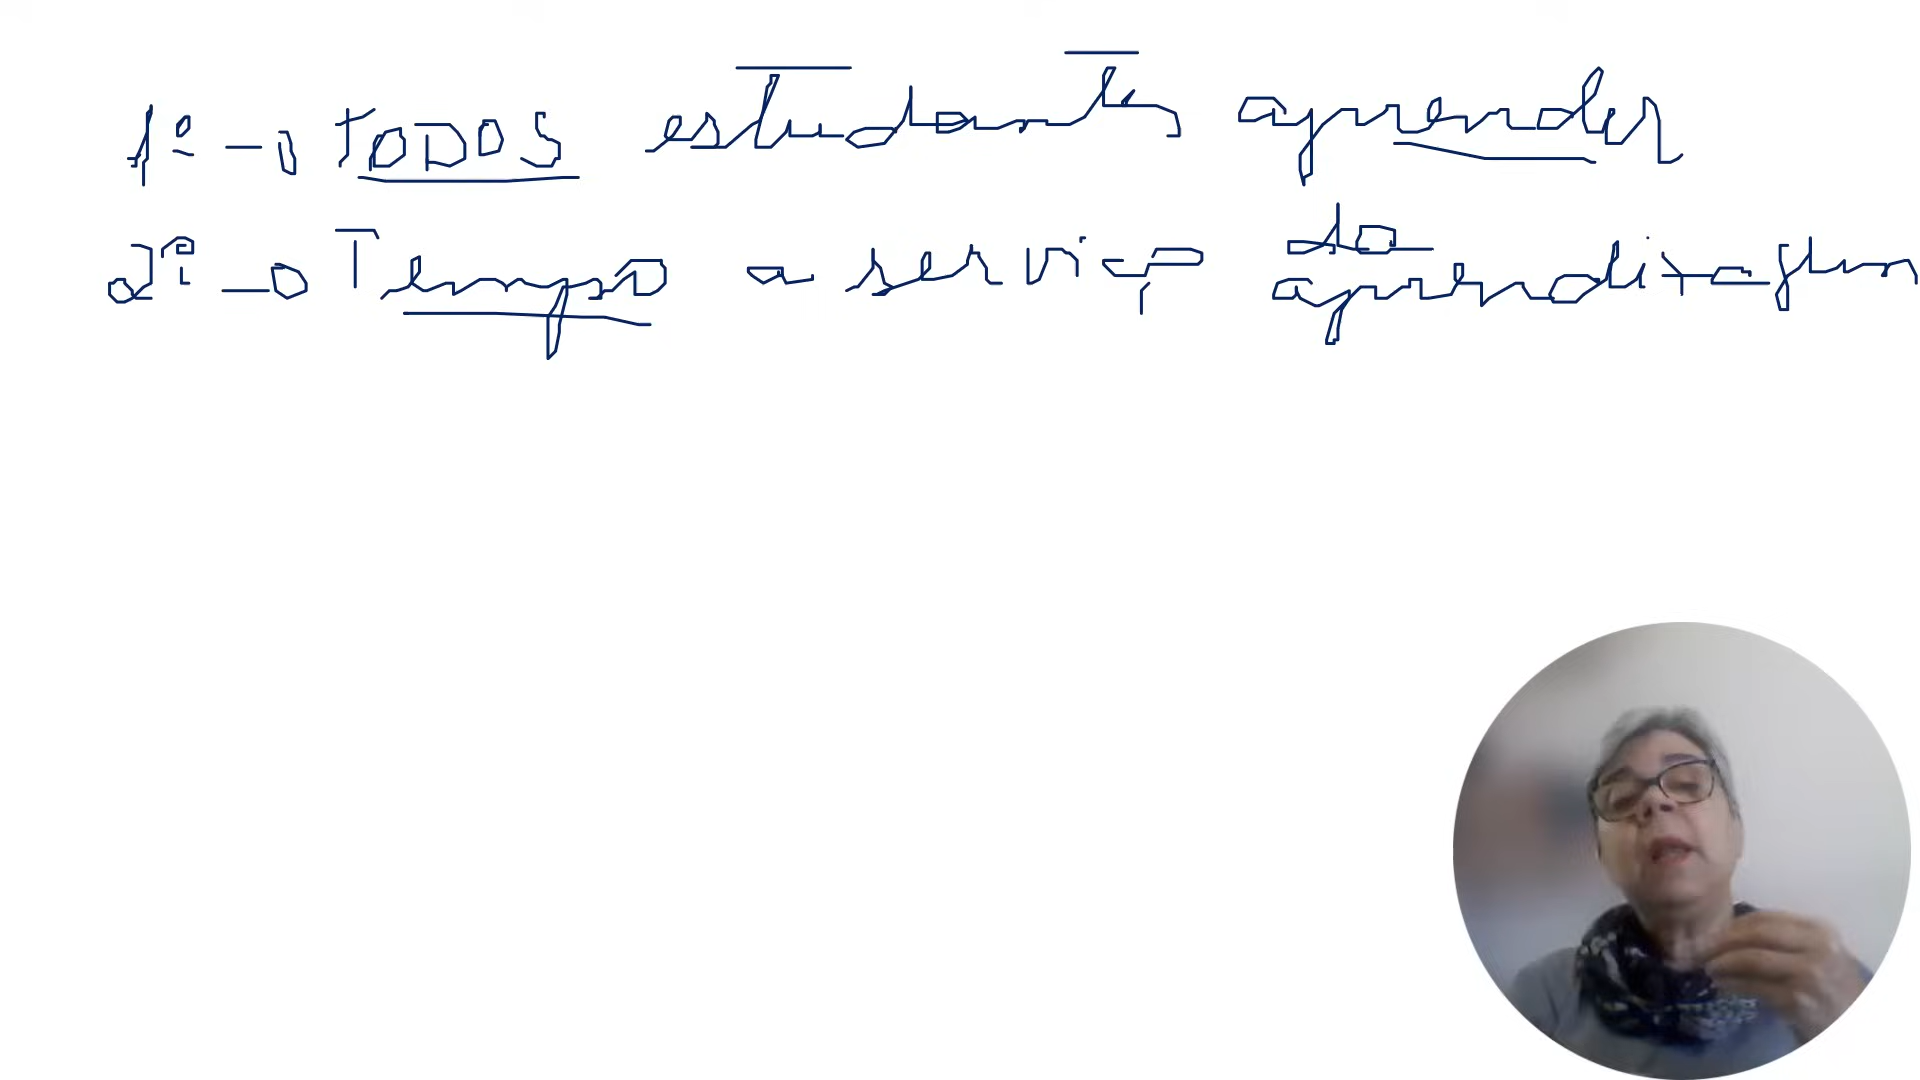 1º → TODOS estudantes aprender
2º → Tempo a serviço da aprendizagem